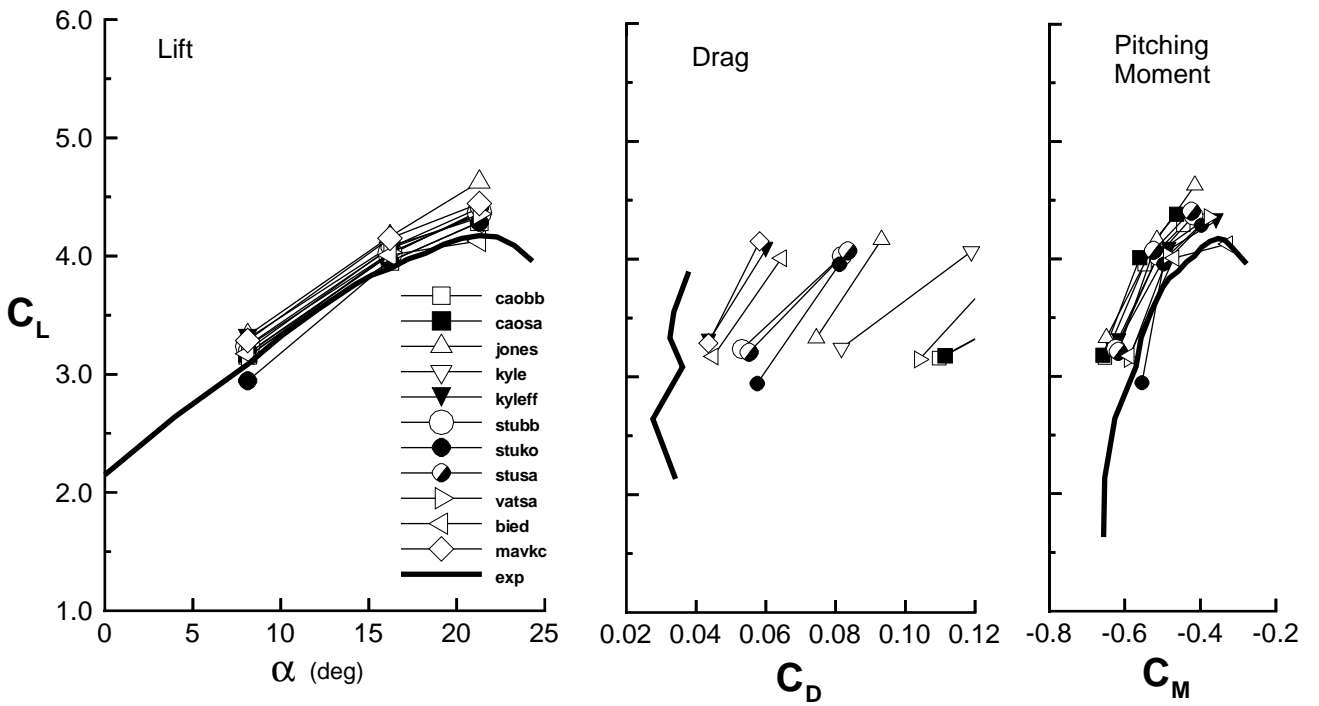 Lift
6.0
5.0
4.0
3.0
2.0
1.0
C_L
0 5 10 15 20 25
α (deg)
caobb
caosa
jones
kyle
kyleff
stubb
stuko
stusa
vatsa
bied
mavkc
exp
Drag
0.02 0.04 0.06 0.08 0.10 0.12
C_D
Pitching
Moment
-0.8 -0.6 -0.4 -0.2
C_M